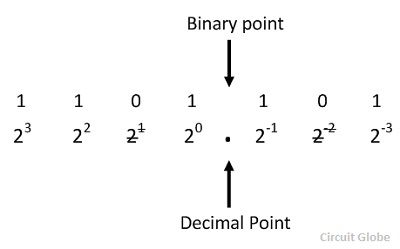 Binary point
1 1 0 1 1 0 1
2³ 2² 2¹ 2⁰ . 2⁻¹ 2⁻² 2⁻³
Decimal Point
Circuit Globe